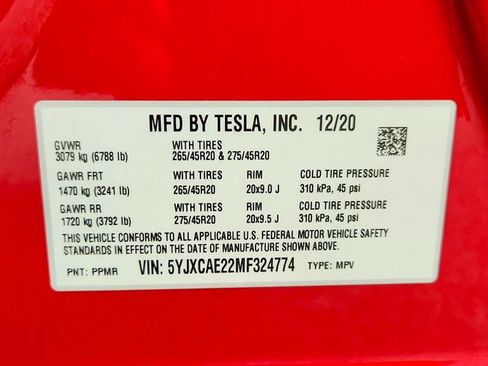 MFD BY TESLA, INC. 12/20
GVWR WITH TIRES
3079 kg (6788 lb) 265/45R20 & 275/45R20
GAWR FRT WITH TIRES RIM COLD TIRE PRESSURE
1470 kg (3241 lb) 265/45R20 20x9.0 J 310 kPa, 45 psi
GAWR RR WITH TIRES RIM COLD TIRE PRESSURE
1720 kg (3792 lb) 275/45R20 20x9.5 J 310 kPa, 45 psi
THIS VEHICLE CONFORMS TO ALL APPLICABLE U.S. FEDERAL MOTOR VEHICLE SAFETY
STANDARDS IN EFFECT ON THE DATE OF MANUFACTURE SHOWN ABOVE.
PNT: PPMR VIN: 5YJXCAE22MF324774 TYPE: MPV